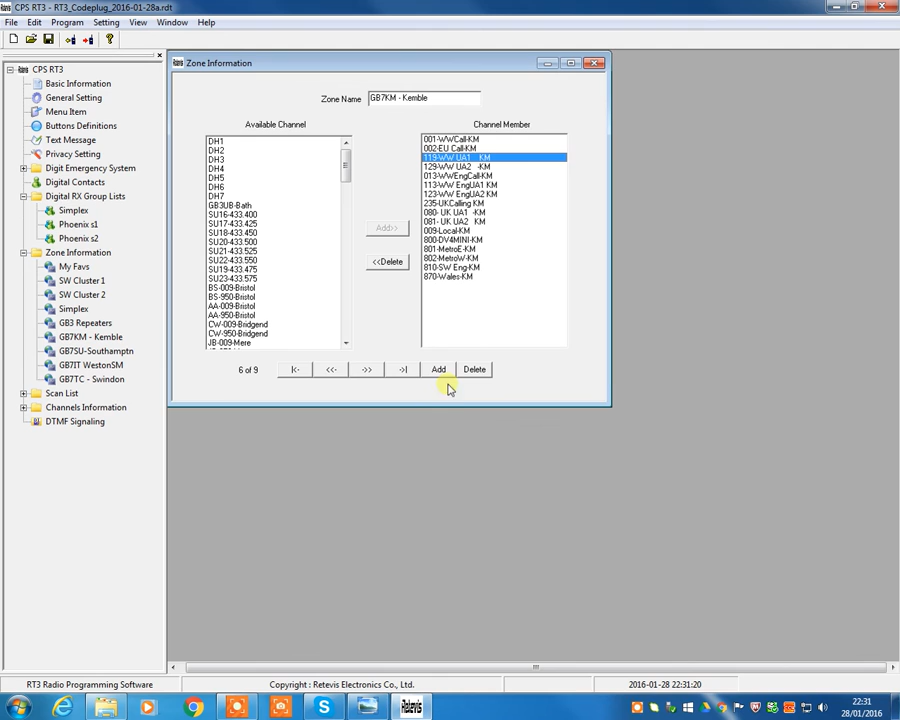 CPS RT3 - RT3_Codeplug_2016-01-28a.rdt
File Edit Program Setting View Window Help
CPS RT3
Basic Information
General Setting
Menu Item
Buttons Definitions
Text Message
Privacy Setting
Digit Emergency System
Digital Contacts
Digital RX Group Lists
Simplex
Phoenix s1
Phoenix s2
Zone Information
My Favs
SW Cluster 1
SW Cluster 2
Simplex
GB3 Repeaters
GB7KM - Kemble
GB7SU-Southamptn
GB7IT WestonSM
GB7TC - Swindon
Scan List
Channels Information
DTMF Signaling
Zone Information
Zone Name GB7KM - Kemble
Available Channel
DH1
DH2
DH3
DH4
DH5
DH6
DH7
GB3UB-Bath
SU16-433.400
SU17-433.425
SU18-433.450
SU20-433.500
SU21-433.525
SU22-433.550
SU19-433.475
SU23-433.575
BS-009-Bristol
BS-950-Bristol
AA-009-Bristol
AA-950-Bristol
CW-009-Bridgend
CW-950-Bridgend
JB-009-Mere
Add>>
<<Delete
Channel Member
001-WWCall-KM
002-EU Call-KM
119-WW UA1 KM
129-WW UA2 -KM
013-WWEngCall-KM
113-WW EngUA1 KM
123-WW EngUA2 KM
235-UKCalling KM
080- UK UA1 -KM
081- UK UA2 KM
009-Local-KM
800-DV4MINI-KM
801-MetroE-KM
802-MetroW-KM
810-SW Eng-KM
870-Wales-KM
6 of 9 |<- <<- ->> ->| Add Delete
RT3 Radio Programming Software Copyright : Retevis Electronics Co., Ltd. 2016-01-28 22:31:20
Retevis
22:31
28/01/2016